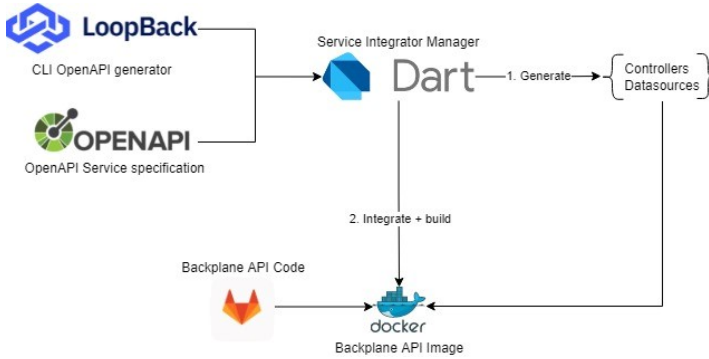 LoopBack
CLI OpenAPI generator
OPENAPI
OpenAPI Service specification
Service Integrator Manager
Dart
1. Generate
Controllers
Datasources
2. Integrate + build
Backplane API Code
docker
Backplane API Image